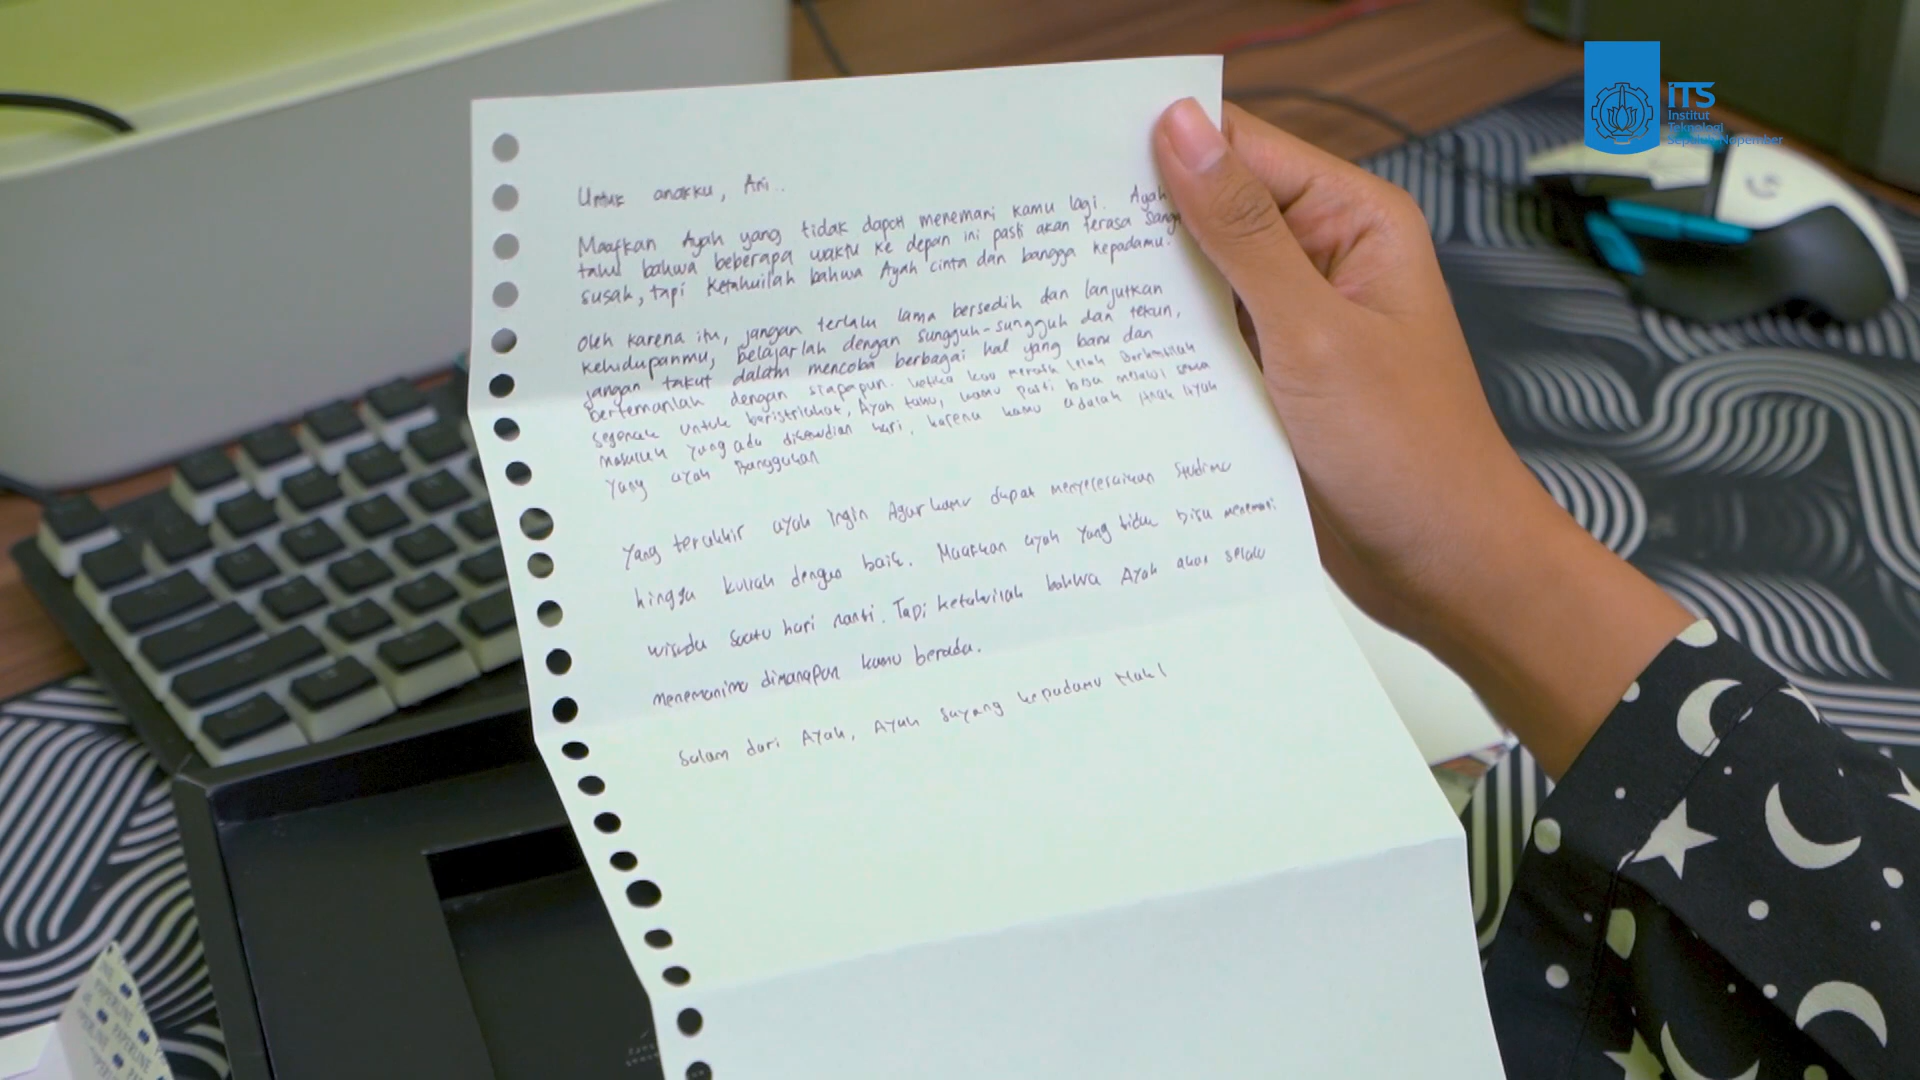 iTS
Institut
Teknologi
Sepuluh Nopember
Untuk anakku, Ani..
Maafkan Ayah yang tidak dapat menemani kamu lagi. Ayah
tahu bahwa beberapa waktu ke depan ini pasti akan terasa
susah, tapi ketahuilah bahwa Ayah cinta dan bangga kepadamu.
Oleh karena itu, jangan terlalu lama bersedih dan lanjutkan
kehidupanmu, belajarlah dengan sungguh-sungguh dan tekun,
jangan takut dalam mencoba berbagai hal yang baru dan
bertemanlah dengan siapapun. ketika kau lelah
untuk beristirahat, Ayah tahu, kamu pasti bisa melalui semua
yang ada dikemudian hari, karena kamu adalah Anak Ayah
yang ayah Banggakan
yang terakhir ayah ingin Agar kamu dapat menyelesaikan Studimu
hingga kuliah dengan baik. Maafkan ayah yang tidak bisa menemani
wisuda suatu hari nanti. Tapi ketahuilah bahwa Ayah akan selalu
menemanimu dimanapun kamu berada.
Salam dari Ayah, Ayah sayang kepadamu Nak!
PAPERLINE